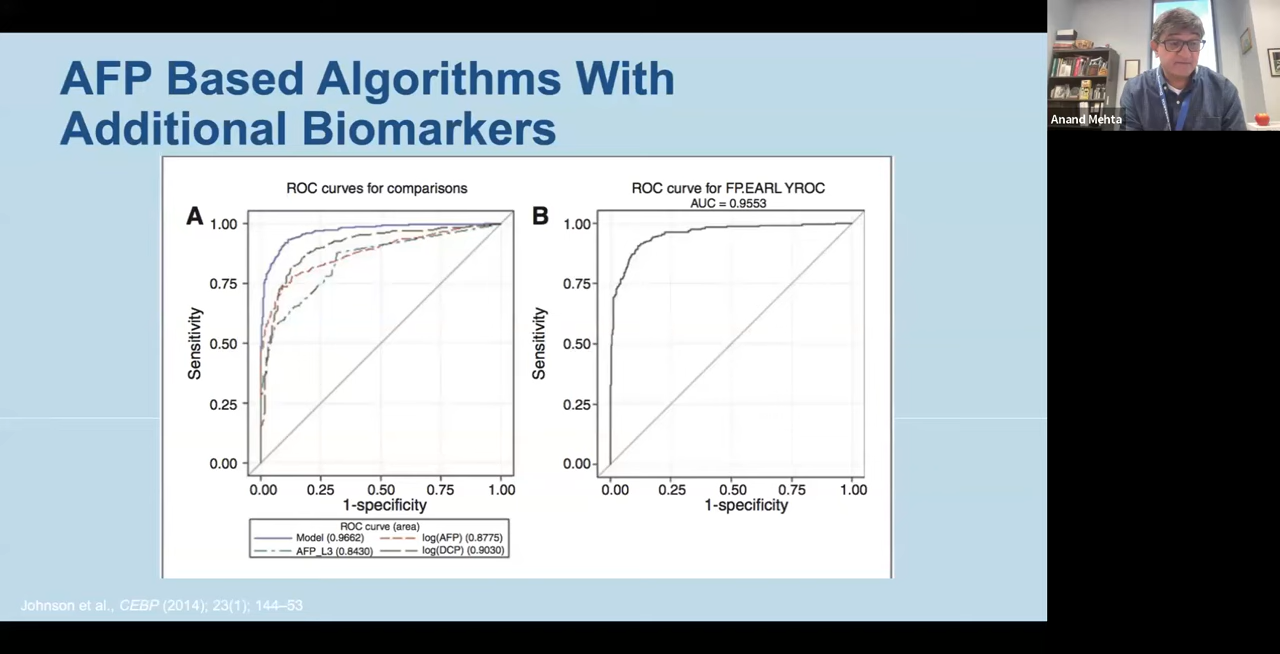 AFP Based Algorithms With
Additional Biomarkers
Anand Mehta
ROC curves for comparisons
A
1.00
0.75
0.50
0.25
0.00
Sensitivity
0.00 0.25 0.50 0.75 1.00
1-specificity
ROC curve (area)
Model (0.9662) log(AFP) (0.8775)
AFP_L3 (0.8430) log(DCP) (0.9030)
ROC curve for FP.EARL YROC
AUC = 0.9553
B
1.00
0.75
0.50
0.25
0.00
Sensitivity
0.00 0.25 0.50 0.75 1.00
1-specificity
Johnson et al., CEBP (2014); 23(1); 144–53